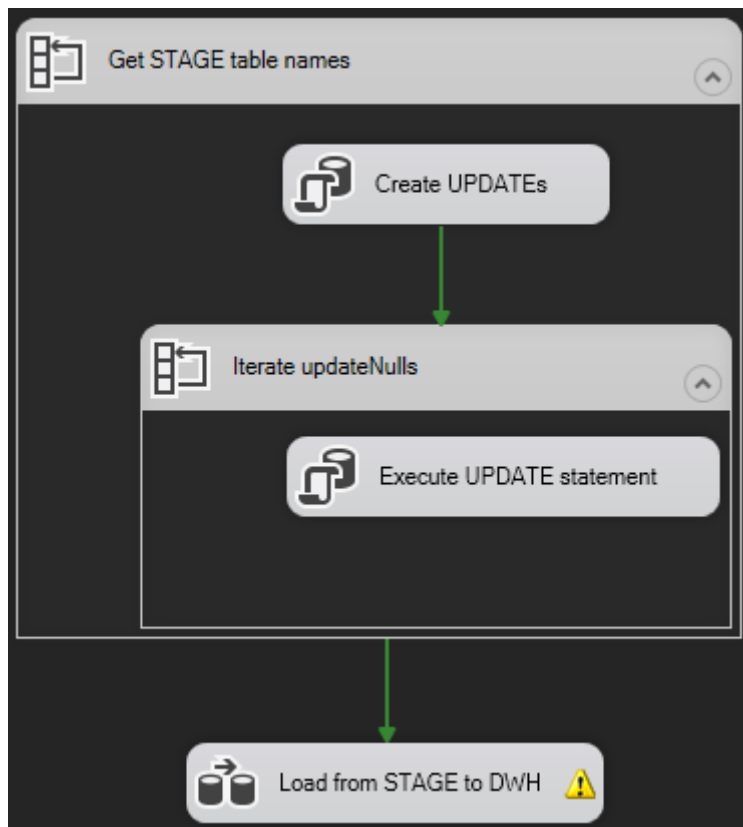 Get STAGE table names
Create UPDATEs
Iterate updateNulls
Execute UPDATE statement
Load from STAGE to DWH